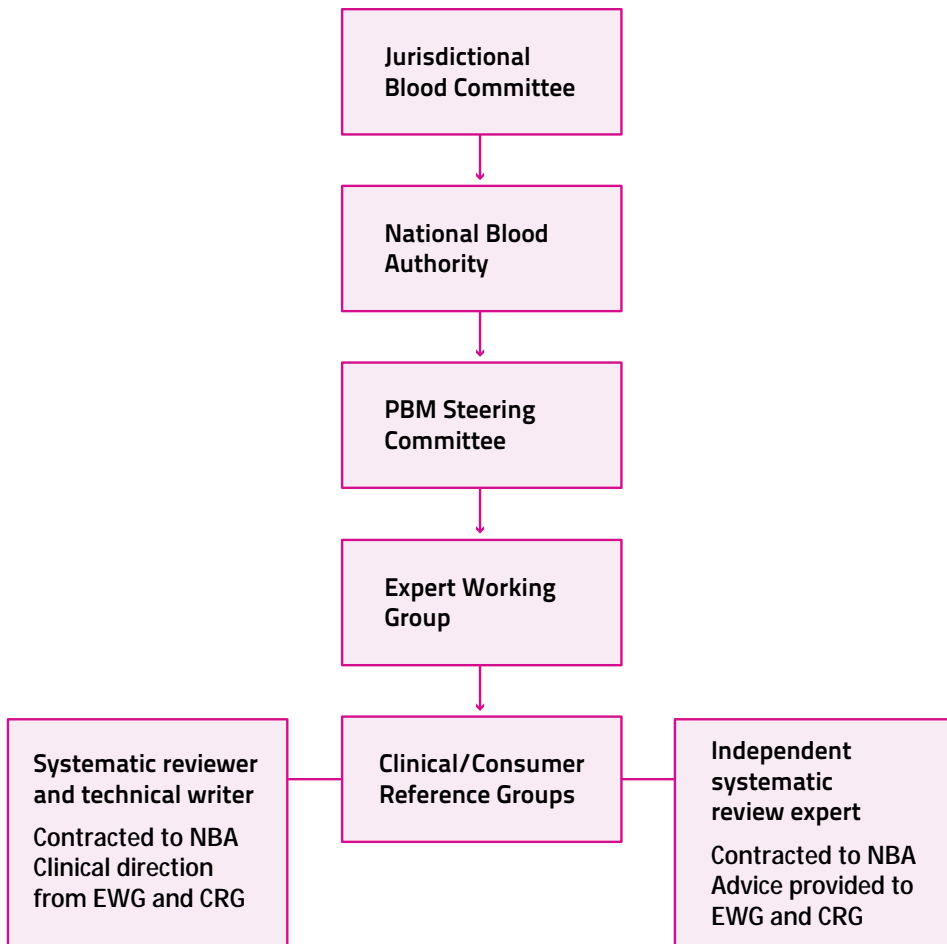 Jurisdictional
Blood Committee
National Blood
Authority
PBM Steering
Committee
Expert Working
Group
Systematic reviewer
and technical writer
Contracted to NBA
Clinical direction
from EWG and CRG
Clinical/Consumer
Reference Groups
Independent
systematic
review expert
Contracted to NBA
Advice provided to
EWG and CRG